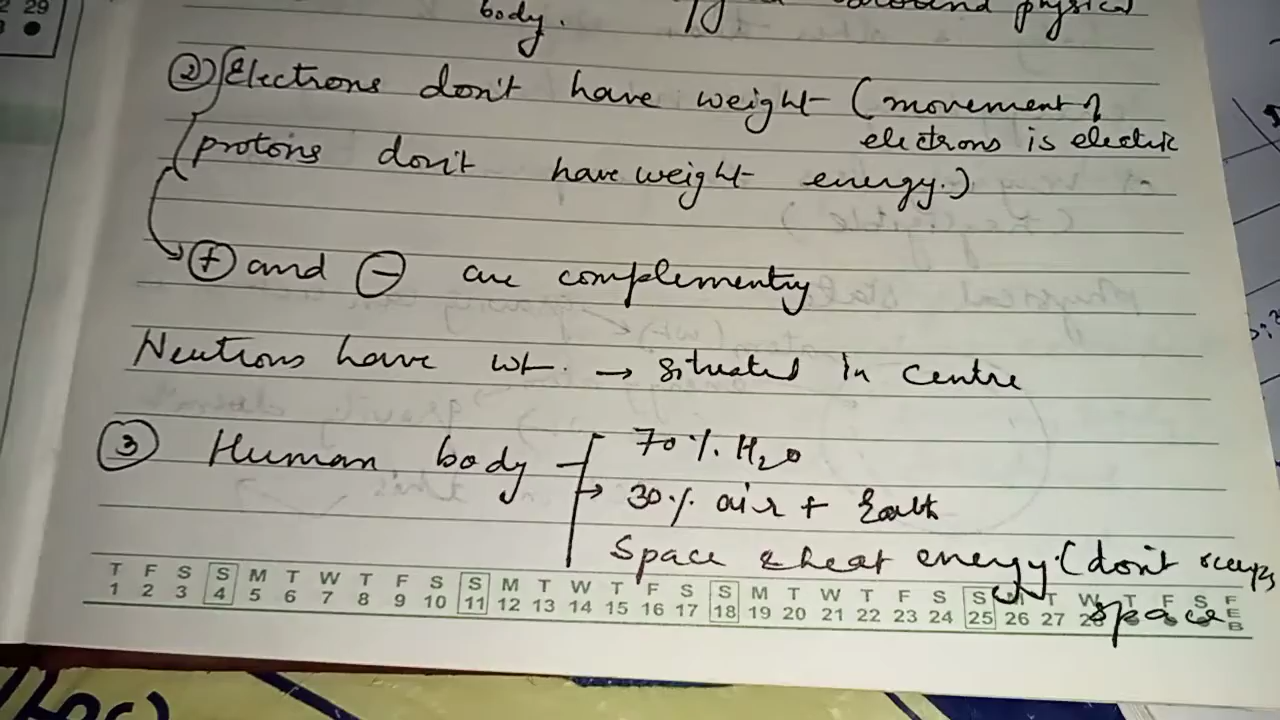 29
body. around physical
② Electrons don't have weight (movement of
electrons is electric
protons don't have weight energy.)
⊕ and ⊖ are complementry
Neutrons have wt. → situated in centre
③ Human body 70% H₂O
→ 30% air + Earth
Space & heat energy (don't occupy
space
T F S S M T W T F S S M T W T F S S M T W T F S S M T W T F S F
1 2 3 4 5 6 7 8 9 10 11 12 13 14 15 16 17 18 19 20 21 22 23 24 25 26 27 28 E
B